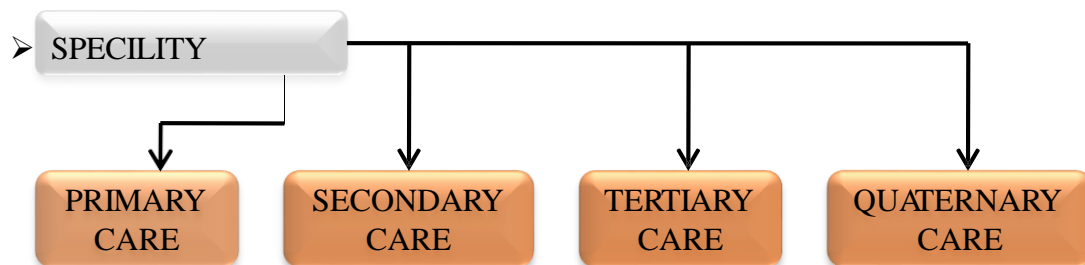 ➢ SPECILITY
PRIMARY
CARE
SECONDARY
CARE
TERTIARY
CARE
QUATERNARY
CARE